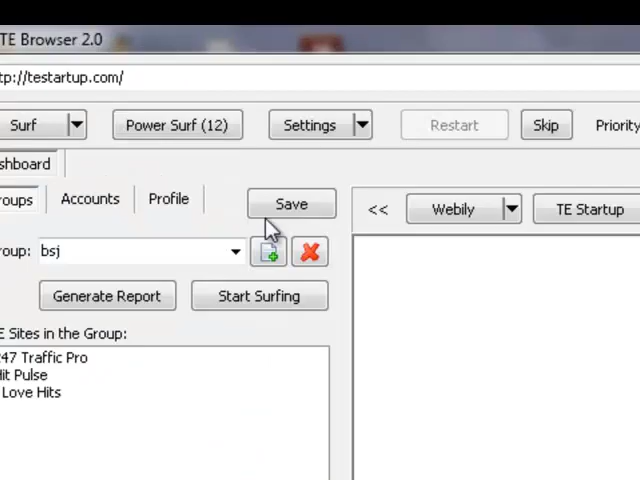 TE Browser 2.0
tp://testartup.com/
Surf Power Surf (12) Settings Restart Skip Priority
shboard
roups Accounts Profile Save << Webily TE Startup
roup: bsj
Generate Report Start Surfing
E Sites in the Group:
247 Traffic Pro
Hit Pulse
Love Hits